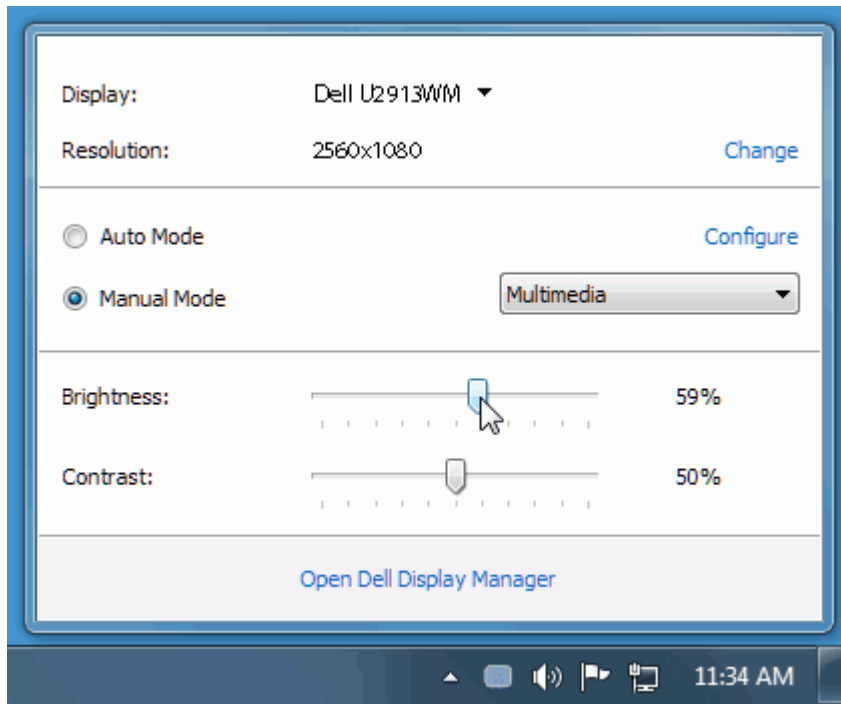 Display: Dell U2913WM
Resolution: 2560x1080 Change
Auto Mode Configure
Manual Mode Multimedia
Brightness: 59%
Contrast: 50%
Open Dell Display Manager
11:34 AM